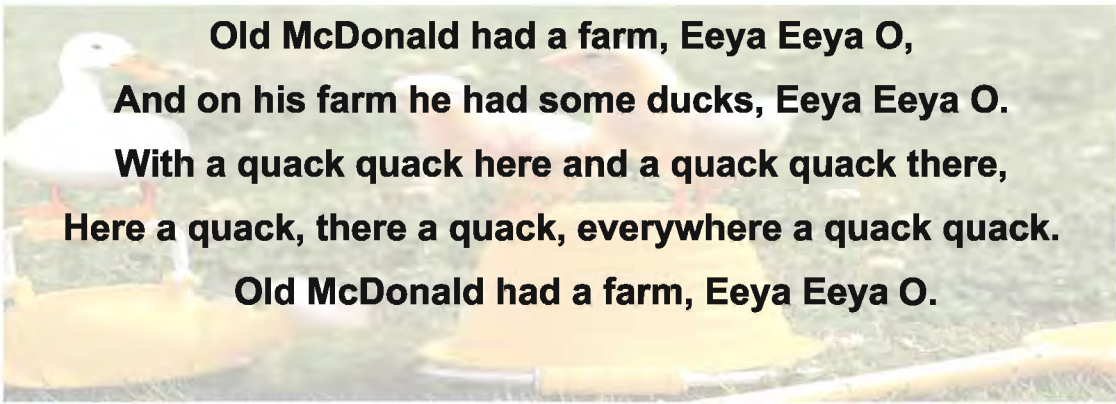 Old McDonald had a farm, Eeya Eeya O,
And on his farm he had some ducks, Eeya Eeya O.
With a quack quack here and a quack quack there,
Here a quack, there a quack, everywhere a quack quack.
Old McDonald had a farm, Eeya Eeya O.